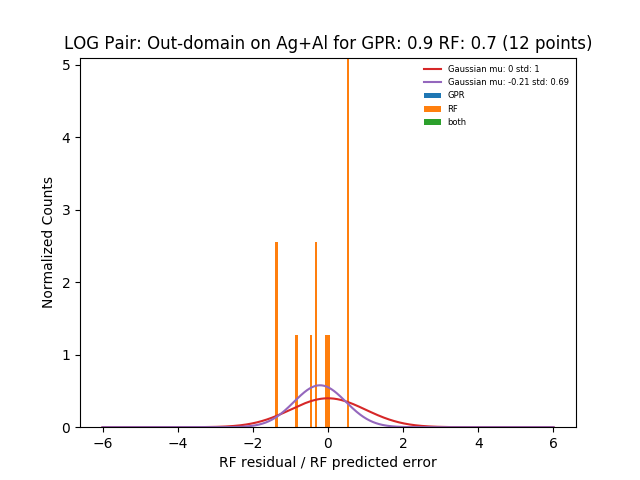 LOG Pair: Out-domain on Ag+Al for GPR: 0.9 RF: 0.7 (12 points)
Gaussian mu: 0 std: 1
Gaussian mu: -0.21 std: 0.69
GPR
RF
both
Normalized Counts
5
4
3
2
1
0
−6 −4 −2 0 2 4 6
RF residual / RF predicted error